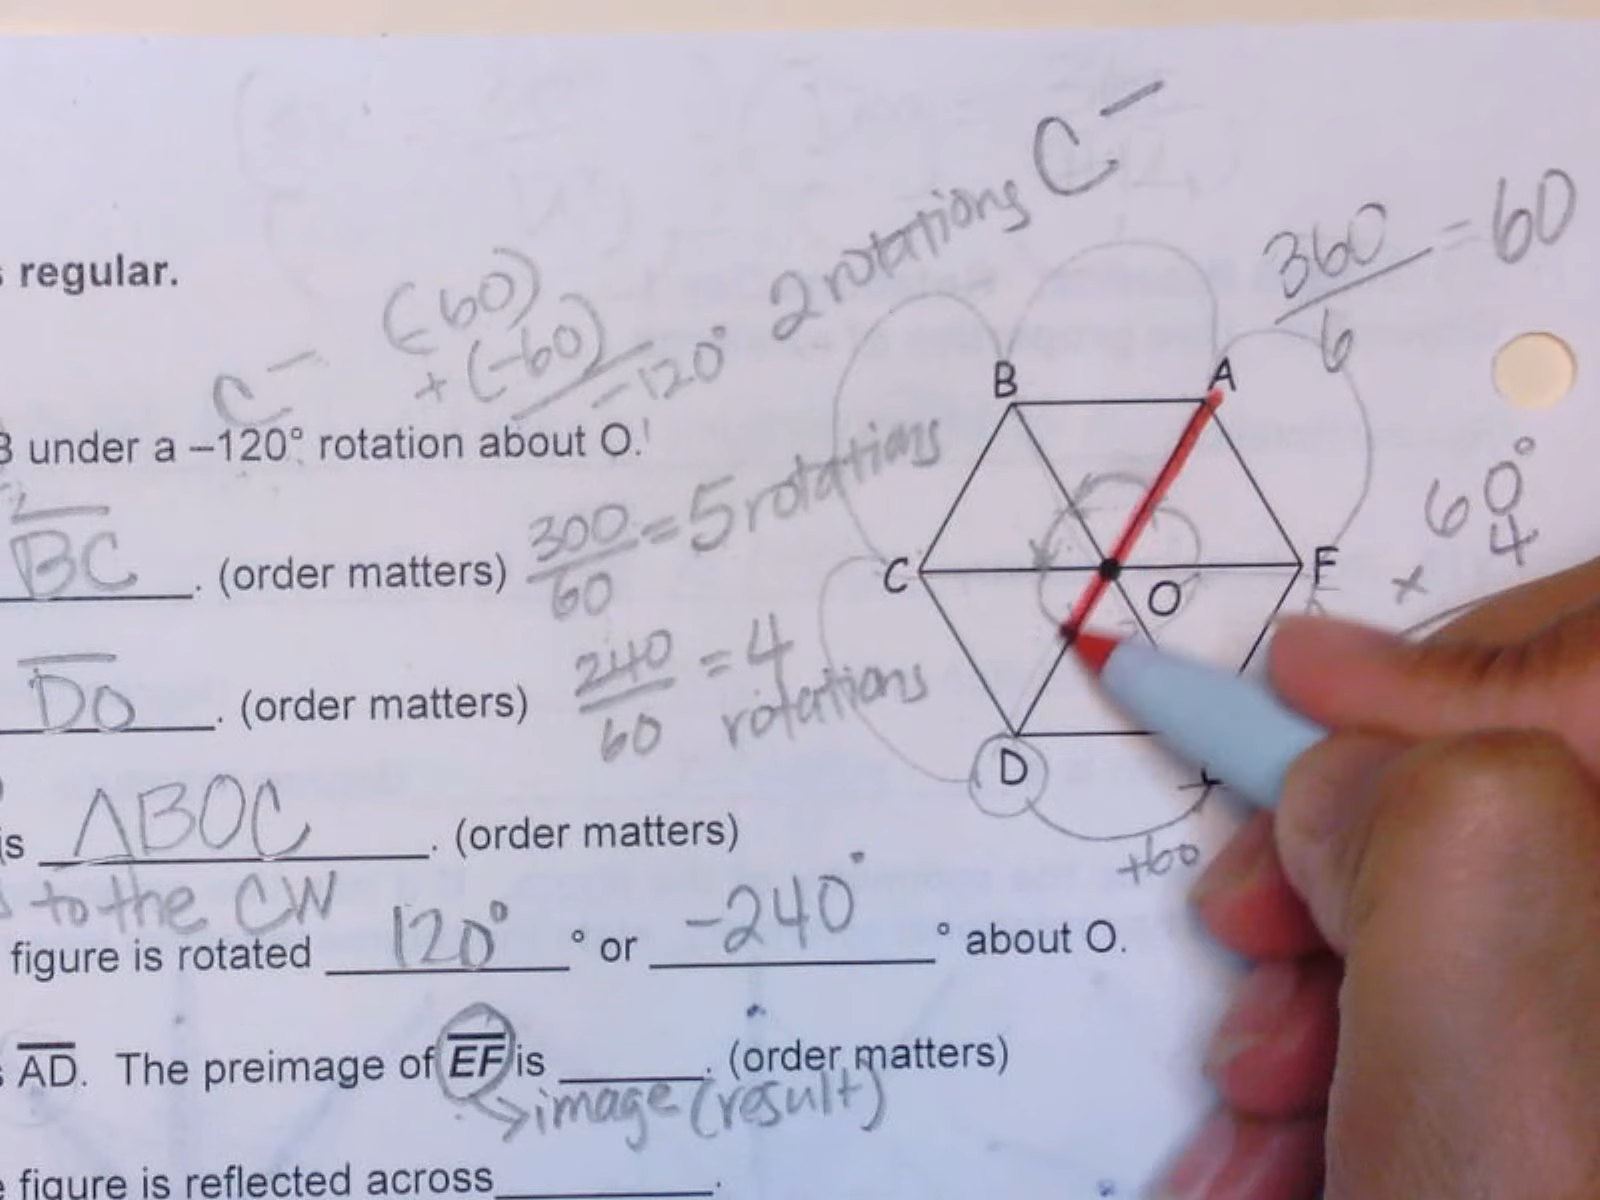 C⁻
2 rotations
360/6 = 60
regular.
C⁻
(-60)
+ (-60)
-120°
B under a –120° rotation about O.
BC . (order matters)
300/60 = 5 rotations
DO . (order matters)
240/60 = 4 rotations
is ΔBOC . (order matters)
to the CW
figure is rotated 120° ° or -240° ° about O.
AD. The preimage of EF is ______. (order matters)
image (result)
figure is reflected across ______.
B
A
C
F
O
D
+60
60°
x 4